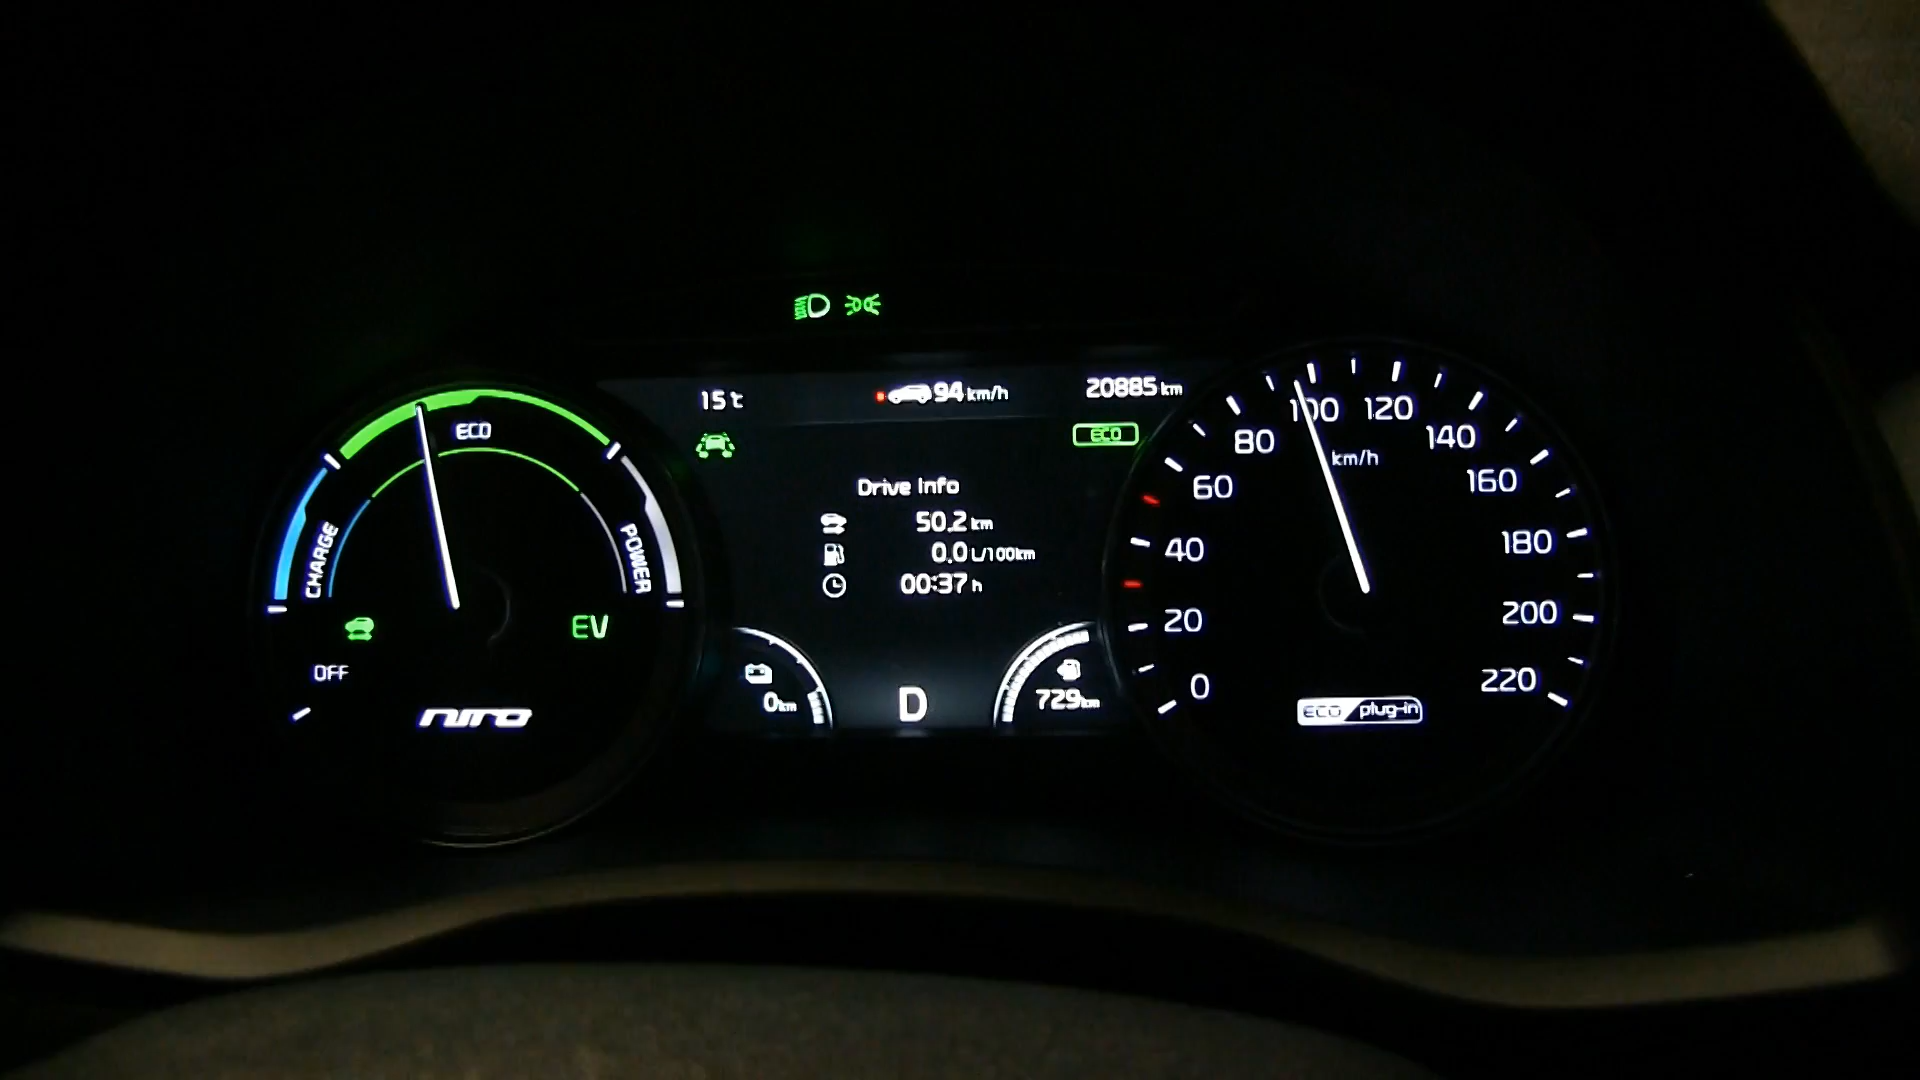 15℃
94 km/h
20885 km
ECO
Drive Info
50.2 km
0.0 L/100km
00:37 h
0 km
D
729 km
ECO
CHARGE
POWER
EV
OFF
NIRO
0
20
40
60
80
100
120
140
160
180
200
220
km/h
ECO plug-in